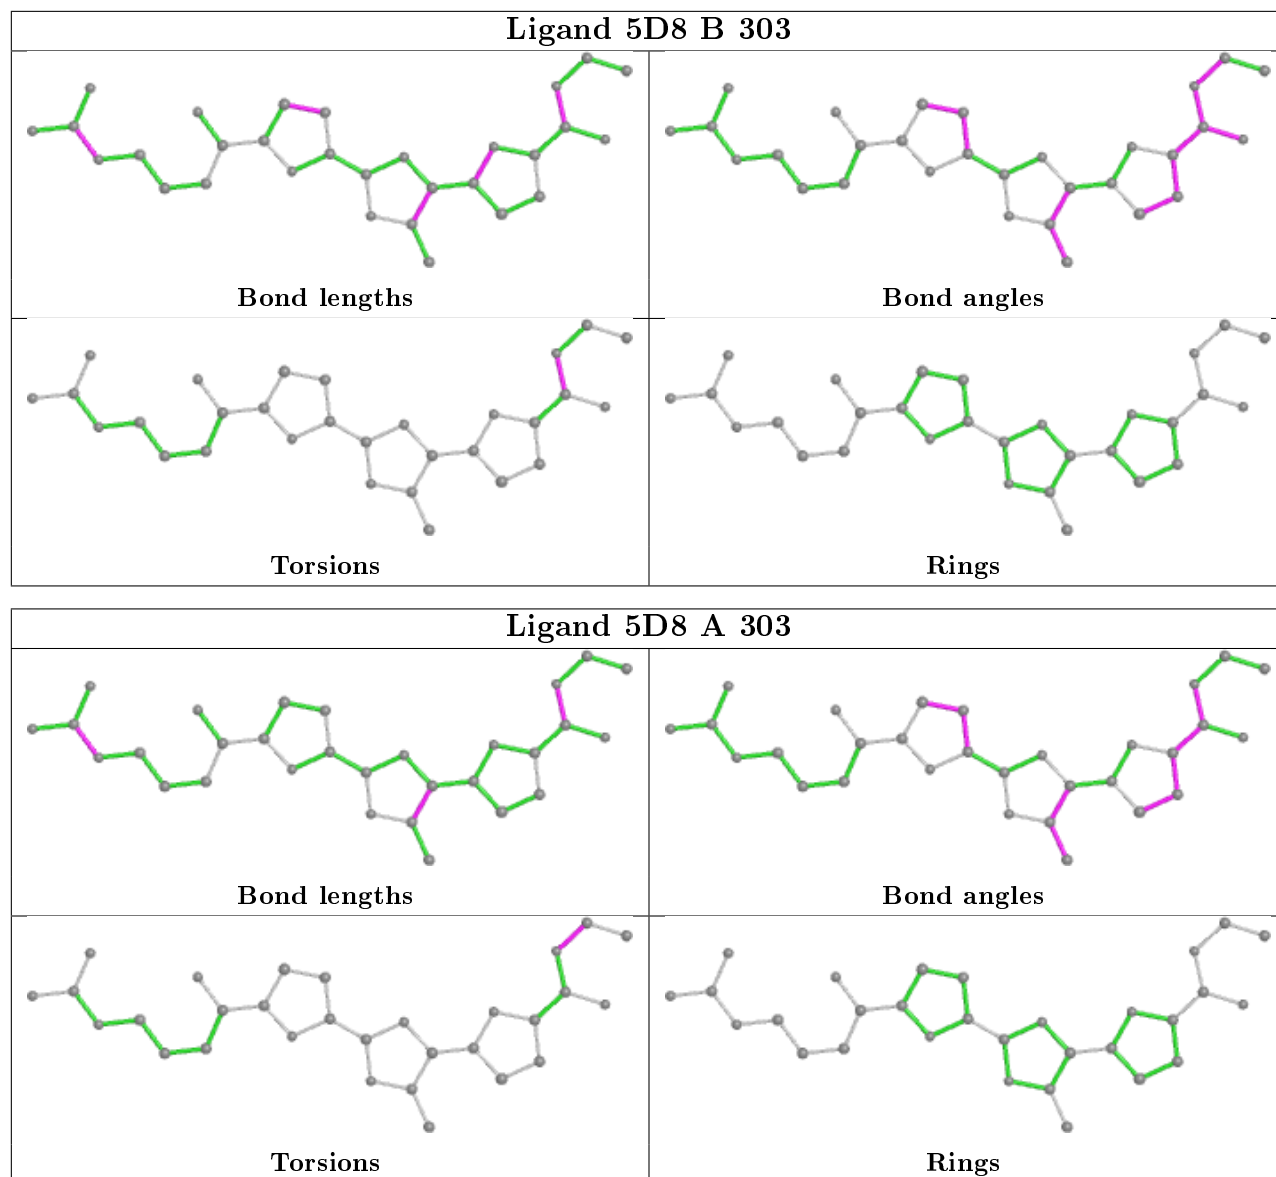 Ligand 5D8 B 303
Bond lengths
Bond angles
Torsions
Rings
Ligand 5D8 A 303
Bond lengths
Bond angles
Torsions
Rings